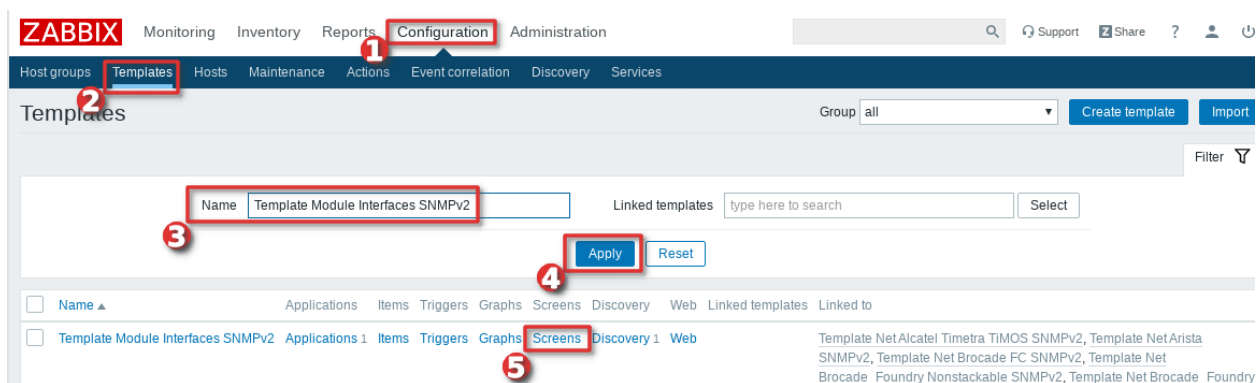 ZABBIX Monitoring Inventory Reports Configuration Administration Support Z Share ?
1
Host groups Templates Hosts Maintenance Actions Event correlation Discovery Services
2
Templates Group all Create template Import
Filter
Name Template Module Interfaces SNMPv2 Linked templates type here to search Select
3
Apply Reset
4
Name Applications Items Triggers Graphs Screens Discovery Web Linked templates Linked to
Template Module Interfaces SNMPv2 Applications 1 Items Triggers Graphs Screens Discovery 1 Web Template Net Alcatel Timetra TiMOS SNMPv2, Template Net Arista
SNMPv2, Template Net Brocade FC SNMPv2, Template Net
5
Brocade_Foundry Nonstackable SNMPv2, Template Net Brocade_Foundry